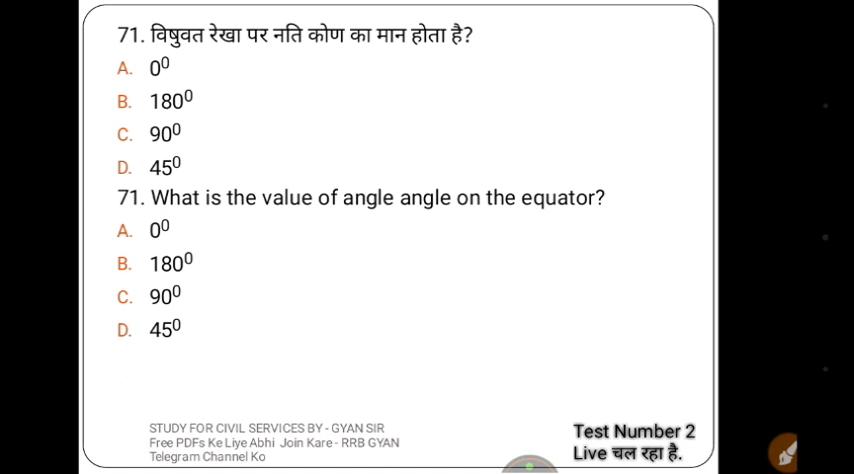 71. विषुवत रेखा पर नति कोण का मान होता है?
A. 0⁰
B. 180⁰
C. 90⁰
D. 45⁰
71. What is the value of angle angle on the equator?
A. 0⁰
B. 180⁰
C. 90⁰
D. 45⁰
STUDY FOR CIVIL SERVICES BY - GYAN SIR
Free PDFs Ke Liye Abhi Join Kare - RRB GYAN
Telegram Channel Ko
Test Number 2
Live चल रहा है.